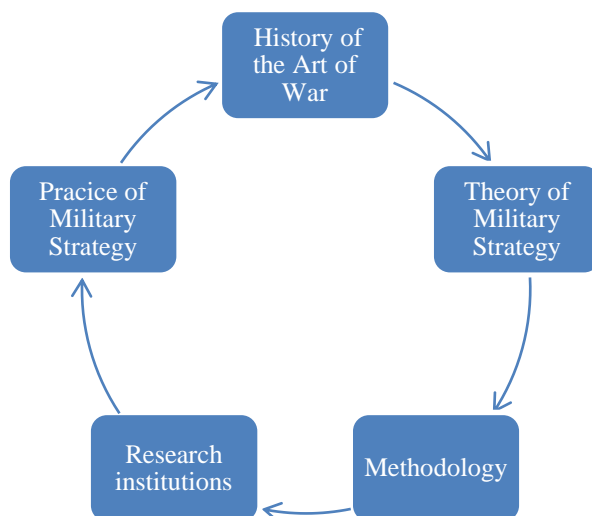 History of
the Art of
War
Theory of
Military
Strategy
Methodology
Research
institutions
Pracice of
Military
Strategy